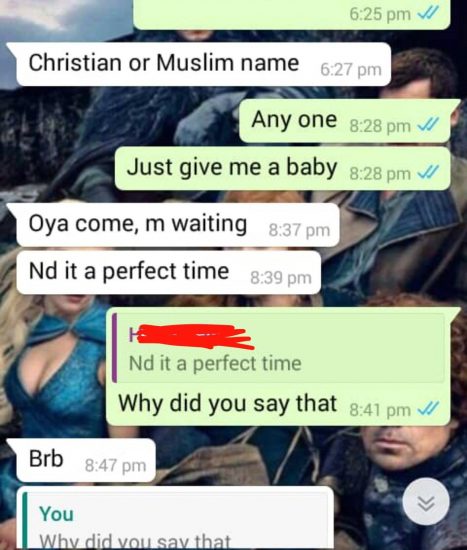 6:25 pm
Christian or Muslim name 6:27 pm
Any one 8:28 pm
Just give me a baby 8:28 pm
Oya come, m waiting 8:37 pm
Nd it a perfect time 8:39 pm
Nd it a perfect time
Why did you say that 8:41 pm
Brb 8:47 pm
You
Why did you say that